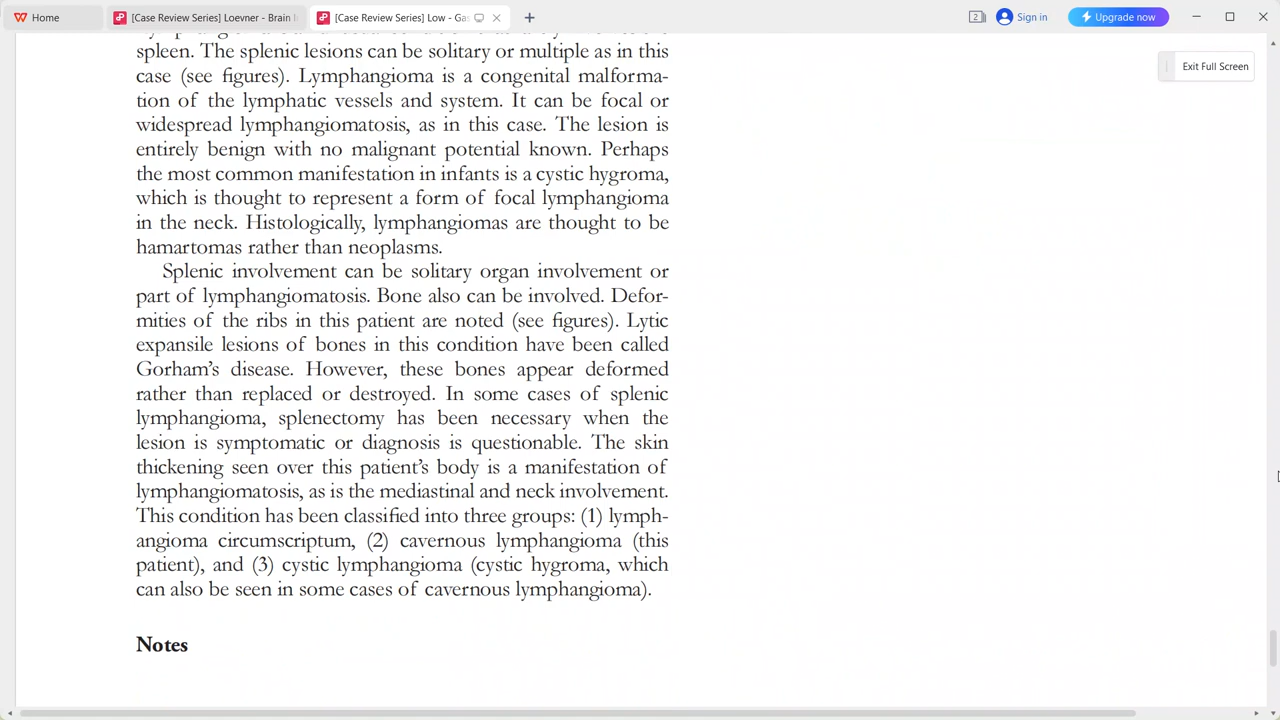 Home
[Case Review Series] Loevner - Brain I
[Case Review Series] Low - Gas
2
Sign in
Upgrade now
Exit Full Screen
spleen. The splenic lesions can be solitary or multiple as in this
case (see figures). Lymphangioma is a congenital malforma-
tion of the lymphatic vessels and system. It can be focal or
widespread lymphangiomatosis, as in this case. The lesion is
entirely benign with no malignant potential known. Perhaps
the most common manifestation in infants is a cystic hygroma,
which is thought to represent a form of focal lymphangioma
in the neck. Histologically, lymphangiomas are thought to be
hamartomas rather than neoplasms.
Splenic involvement can be solitary organ involvement or
part of lymphangiomatosis. Bone also can be involved. Defor-
mities of the ribs in this patient are noted (see figures). Lytic
expansile lesions of bones in this condition have been called
Gorham's disease. However, these bones appear deformed
rather than replaced or destroyed. In some cases of splenic
lymphangioma, splenectomy has been necessary when the
lesion is symptomatic or diagnosis is questionable. The skin
thickening seen over this patient's body is a manifestation of
lymphangiomatosis, as is the mediastinal and neck involvement.
This condition has been classified into three groups: (1) lymph-
angioma circumscriptum, (2) cavernous lymphangioma (this
patient), and (3) cystic lymphangioma (cystic hygroma, which
can also be seen in some cases of cavernous lymphangioma).
Notes